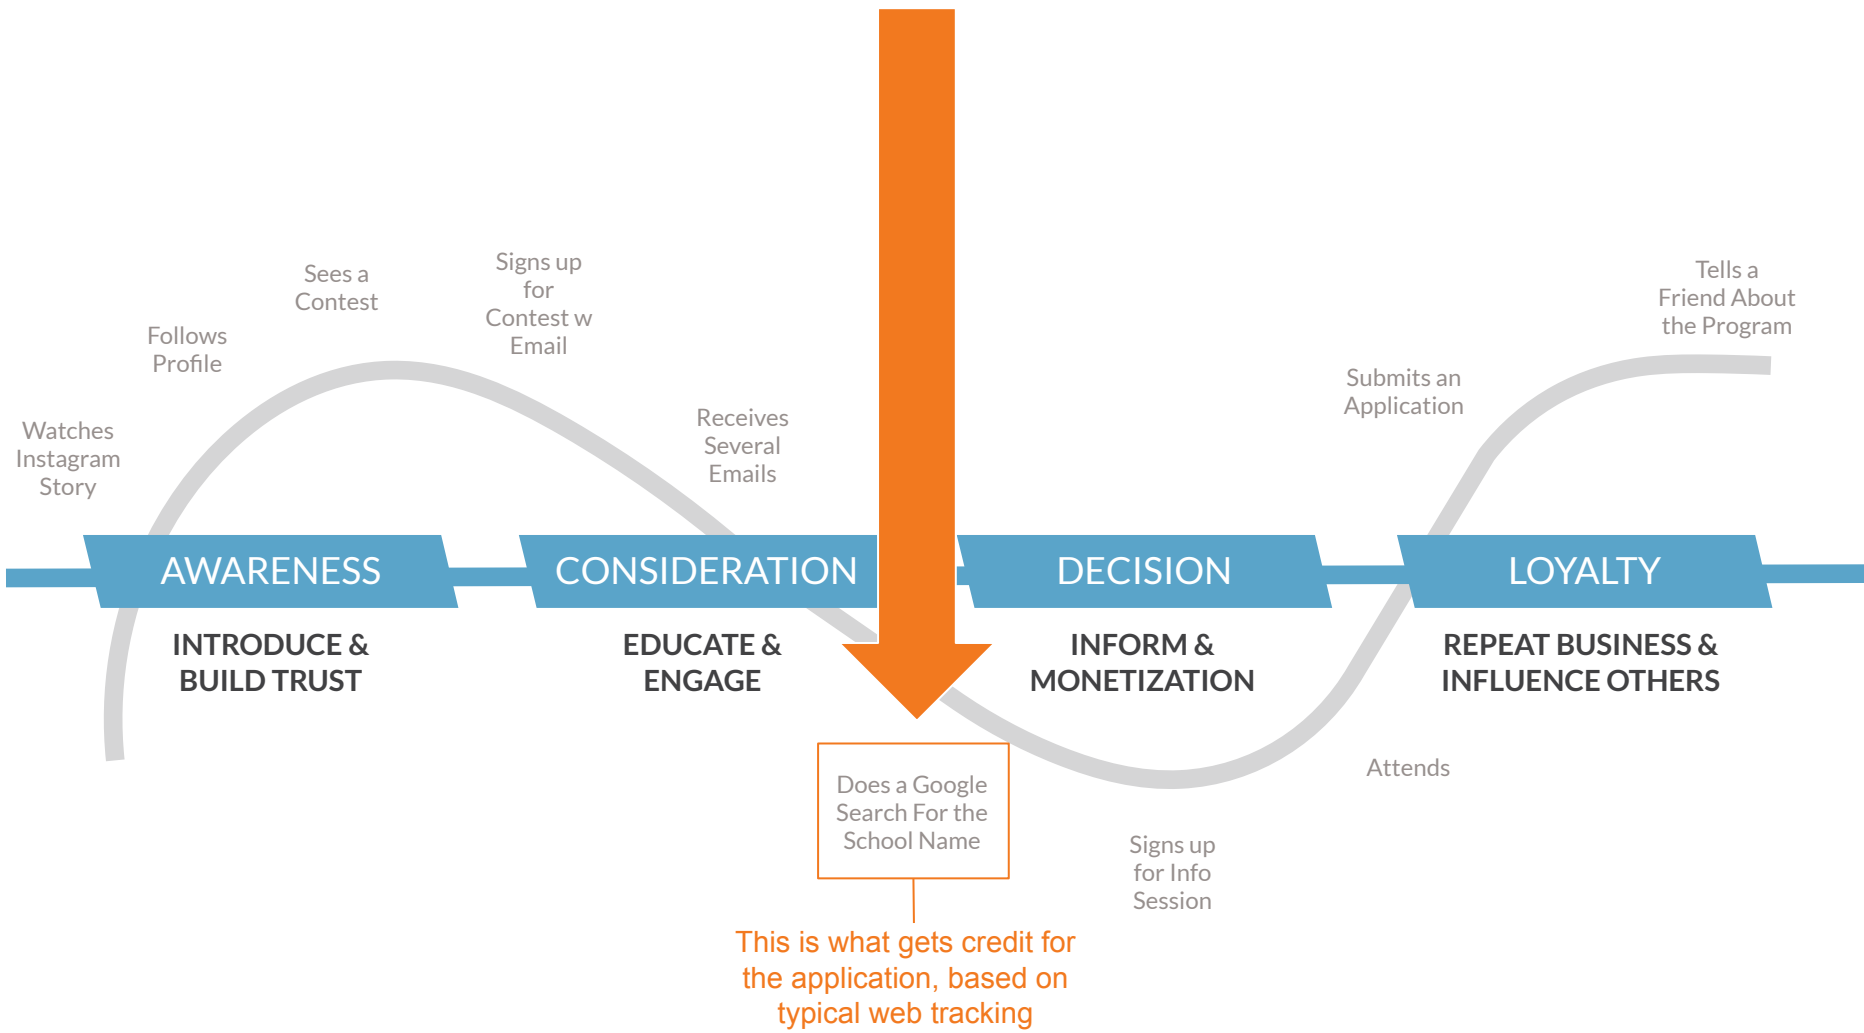 Watches
Instagram
Story
Follows
Profile
Sees a
Contest
Signs up
for
Contest w
Email
Receives
Several
Emails
Submits an
Application
Tells a
Friend About
the Program
AWARENESS
CONSIDERATION
DECISION
LOYALTY
INTRODUCE &
BUILD TRUST
EDUCATE &
ENGAGE
INFORM &
MONETIZATION
REPEAT BUSINESS &
INFLUENCE OTHERS
Does a Google
Search For the
School Name
Signs up
for Info
Session
Attends
This is what gets credit for
the application, based on
typical web tracking